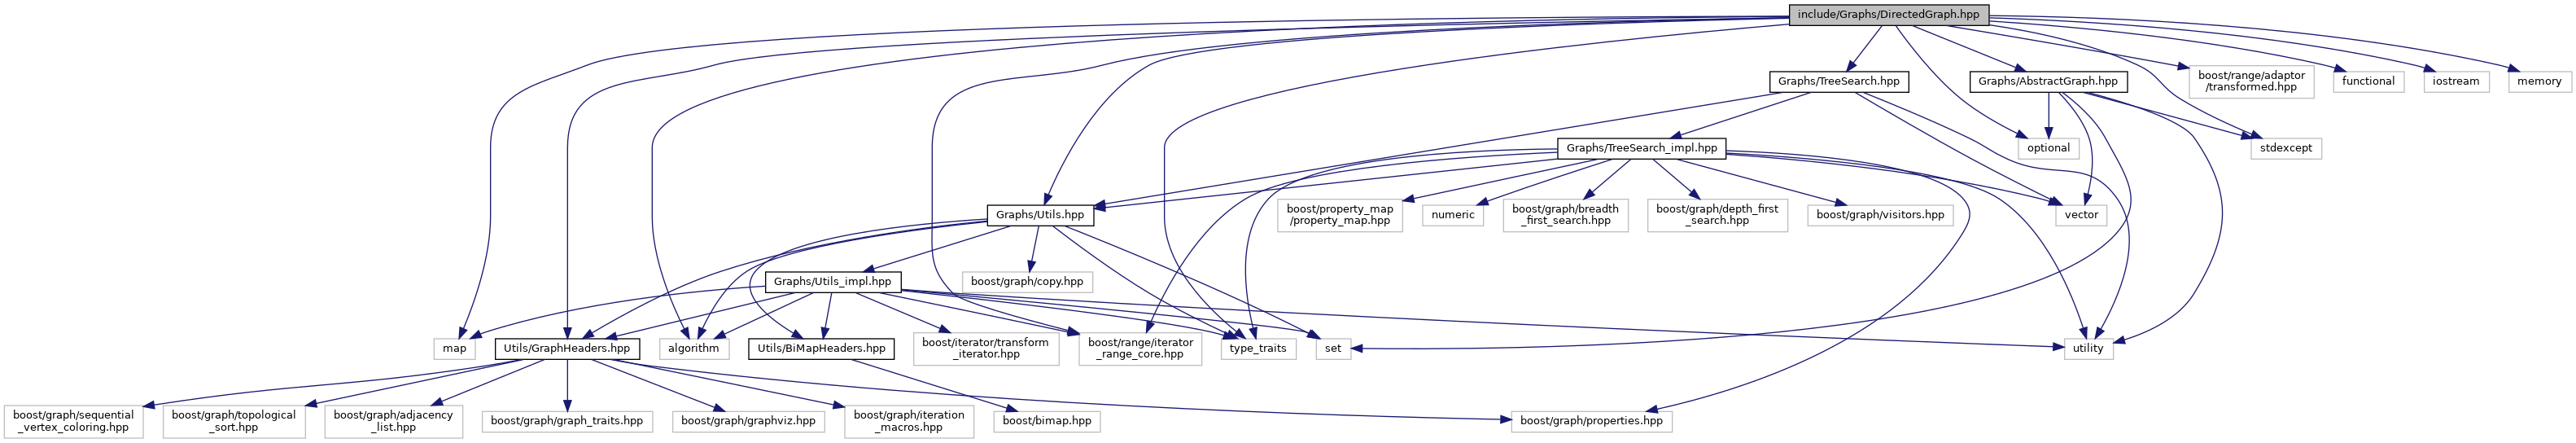 include/Graphs/DirectedGraph.hpp
Graphs/TreeSearch.hpp
Graphs/AbstractGraph.hpp
boost/range/adaptor
/transformed.hpp
functional
iostream
memory
Graphs/TreeSearch_impl.hpp
optional
stdexcept
Graphs/Utils.hpp
boost/property_map
/property_map.hpp
numeric
boost/graph/breadth
_first_search.hpp
boost/graph/depth_first
_search.hpp
boost/graph/visitors.hpp
vector
Graphs/Utils_impl.hpp
boost/graph/copy.hpp
map
Utils/GraphHeaders.hpp
algorithm
Utils/BiMapHeaders.hpp
boost/iterator/transform
_iterator.hpp
boost/range/iterator
_range_core.hpp
type_traits
set
utility
boost/graph/sequential
_vertex_coloring.hpp
boost/graph/topological
_sort.hpp
boost/graph/adjacency
_list.hpp
boost/graph/graph_traits.hpp
boost/graph/graphviz.hpp
boost/graph/iteration
_macros.hpp
boost/bimap.hpp
boost/graph/properties.hpp